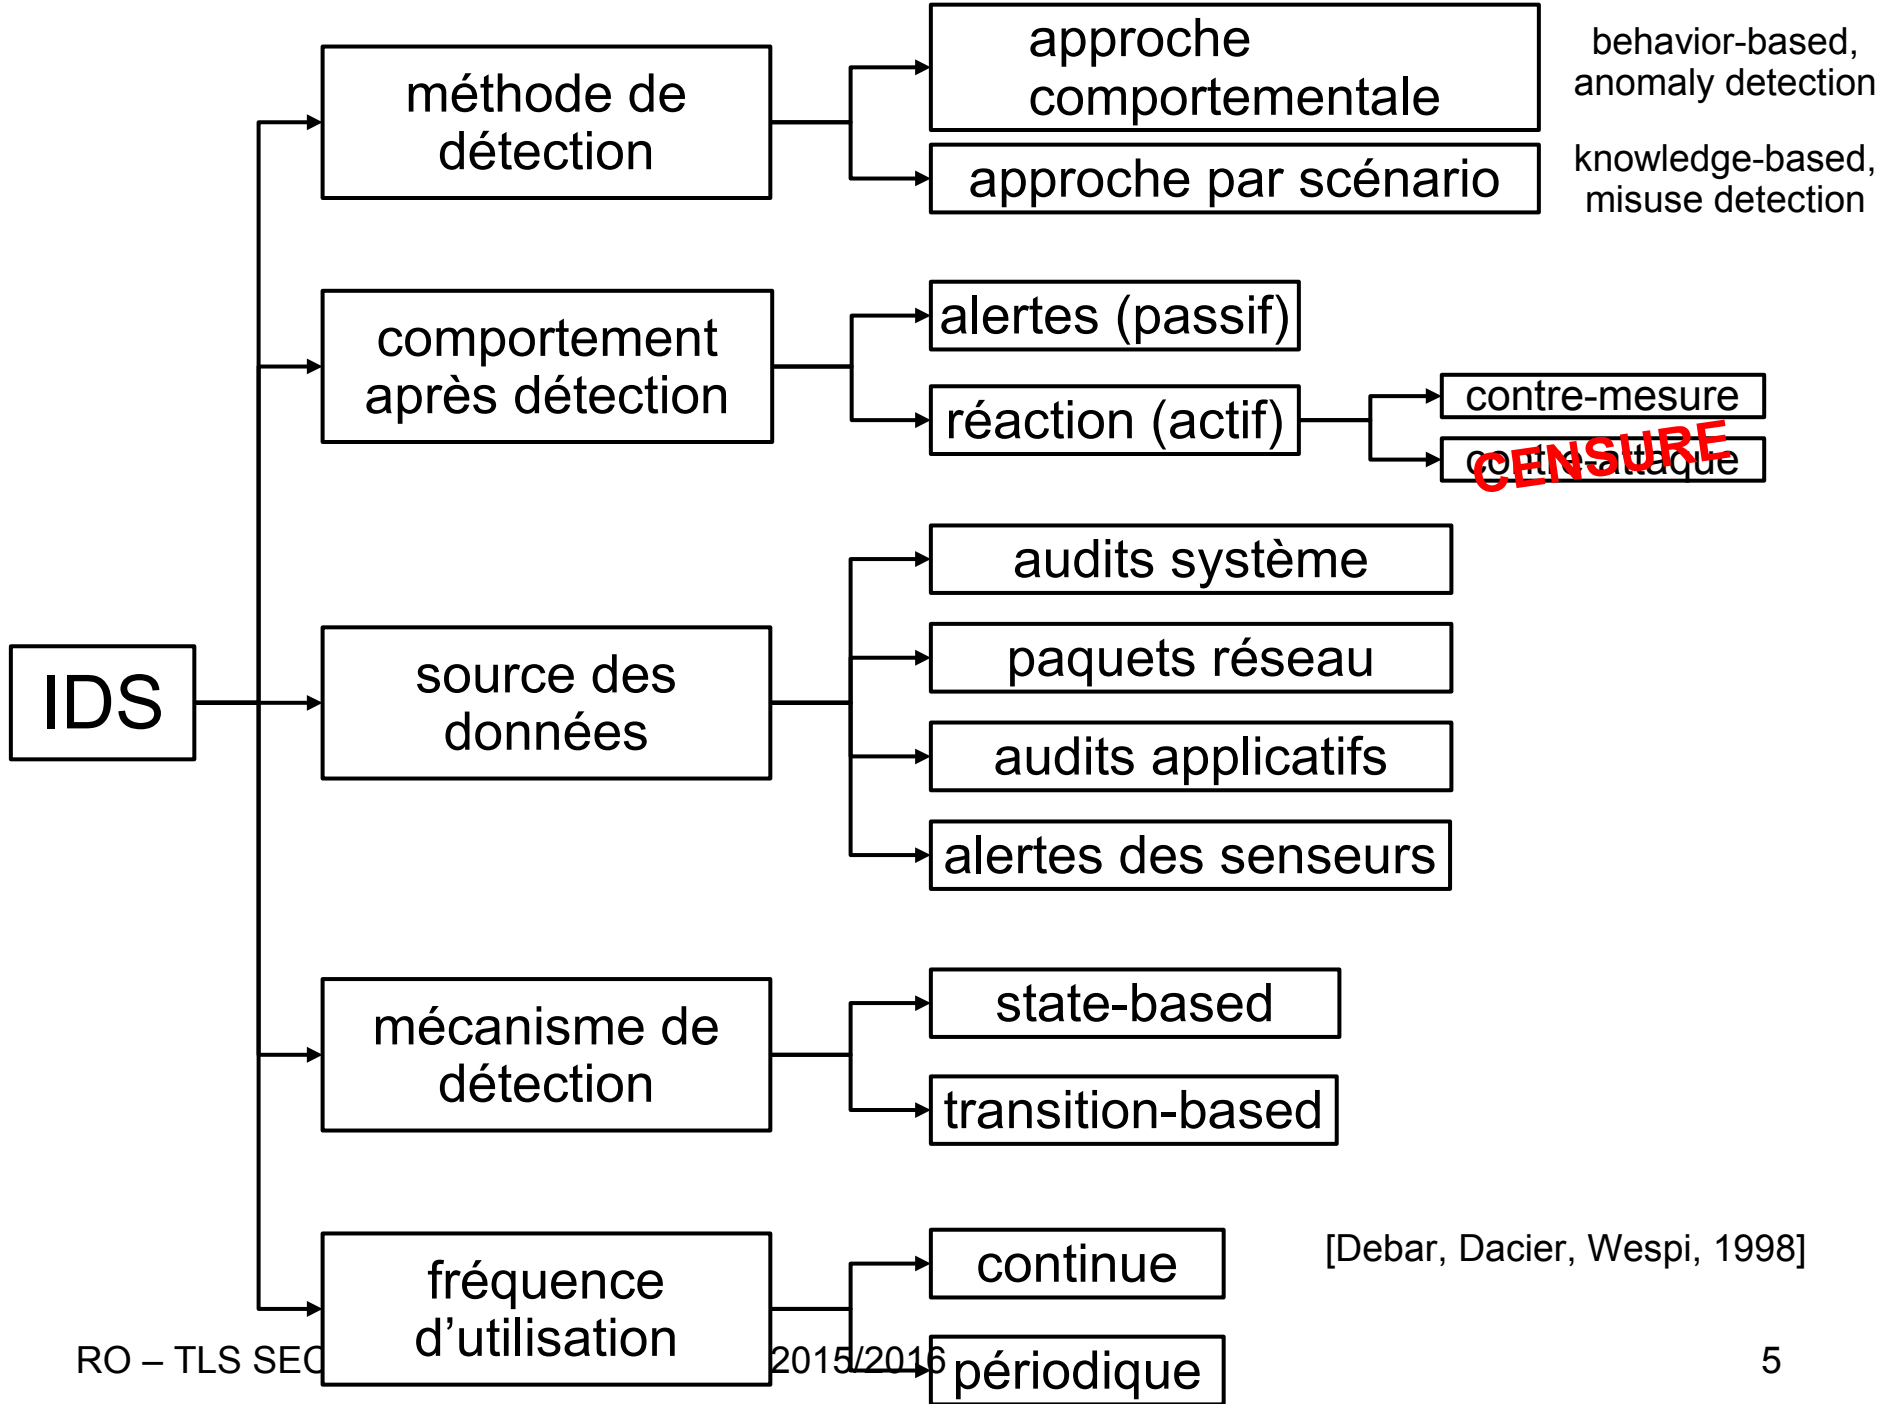 IDS
méthode de
détection
approche
comportementale
behavior-based,
anomaly detection
approche par scénario
knowledge-based,
misuse detection
comportement
après détection
alertes (passif)
réaction (actif)
contre-mesure
contre-attaque
CENSURE
source des
données
audits système
paquets réseau
audits applicatifs
alertes des senseurs
mécanisme de
détection
state-based
transition-based
fréquence
d’utilisation
continue
périodique
[Debar, Dacier, Wespi, 1998]
RO – TLS SEC 2015/2016 5